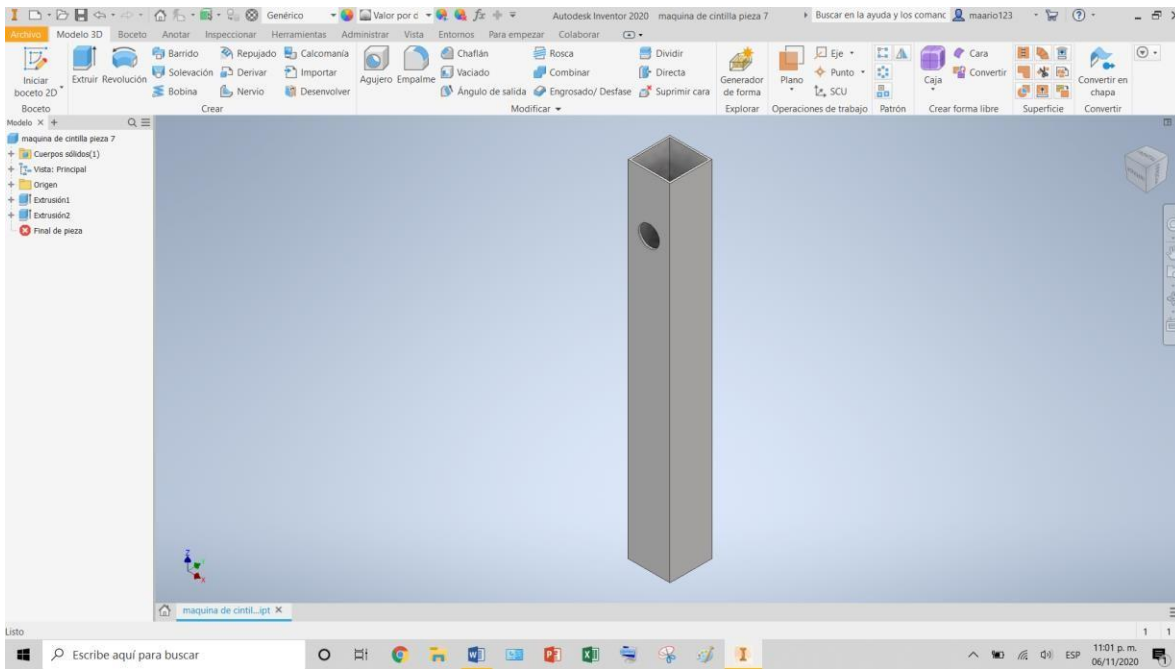 Genérico Valor por d fx Autodesk Inventor 2020 maquina de cintilla pieza 7 Buscar en la ayuda y los comanc maario123
Archivo Modelo 3D Boceto Anotar Inspeccionar Herramientas Administrar Vista Entornos Para empezar Colaborar
Iniciar boceto 2D
Extruir
Revolución
Barrido
Solevación
Bobina
Repujado
Derivar
Nervio
Calcomanía
Importar
Desenvolver
Agujero
Empalme
Chaflán
Vaciado
Ángulo de salida
Rosca
Combinar
Engrosado/ Desfase
Dividir
Directa
Suprimir cara
Generador de forma
Plano
Eje
Punto
SCU
Caja
Cara
Convertir
Convertir en chapa
Boceto Crear Modificar Explorar Operaciones de trabajo Patrón Crear forma libre Superficie Convertir
Modelo × +
maquina de cintilla pieza 7
Cuerpos sólidos(1)
Vista: Principal
Origen
Extrusión1
Extrusión2
Final de pieza
Z
X
maquina de cintil...ipt ×
Listo 1 1
Escribe aquí para buscar
ESP
11:01 p. m.
06/11/2020